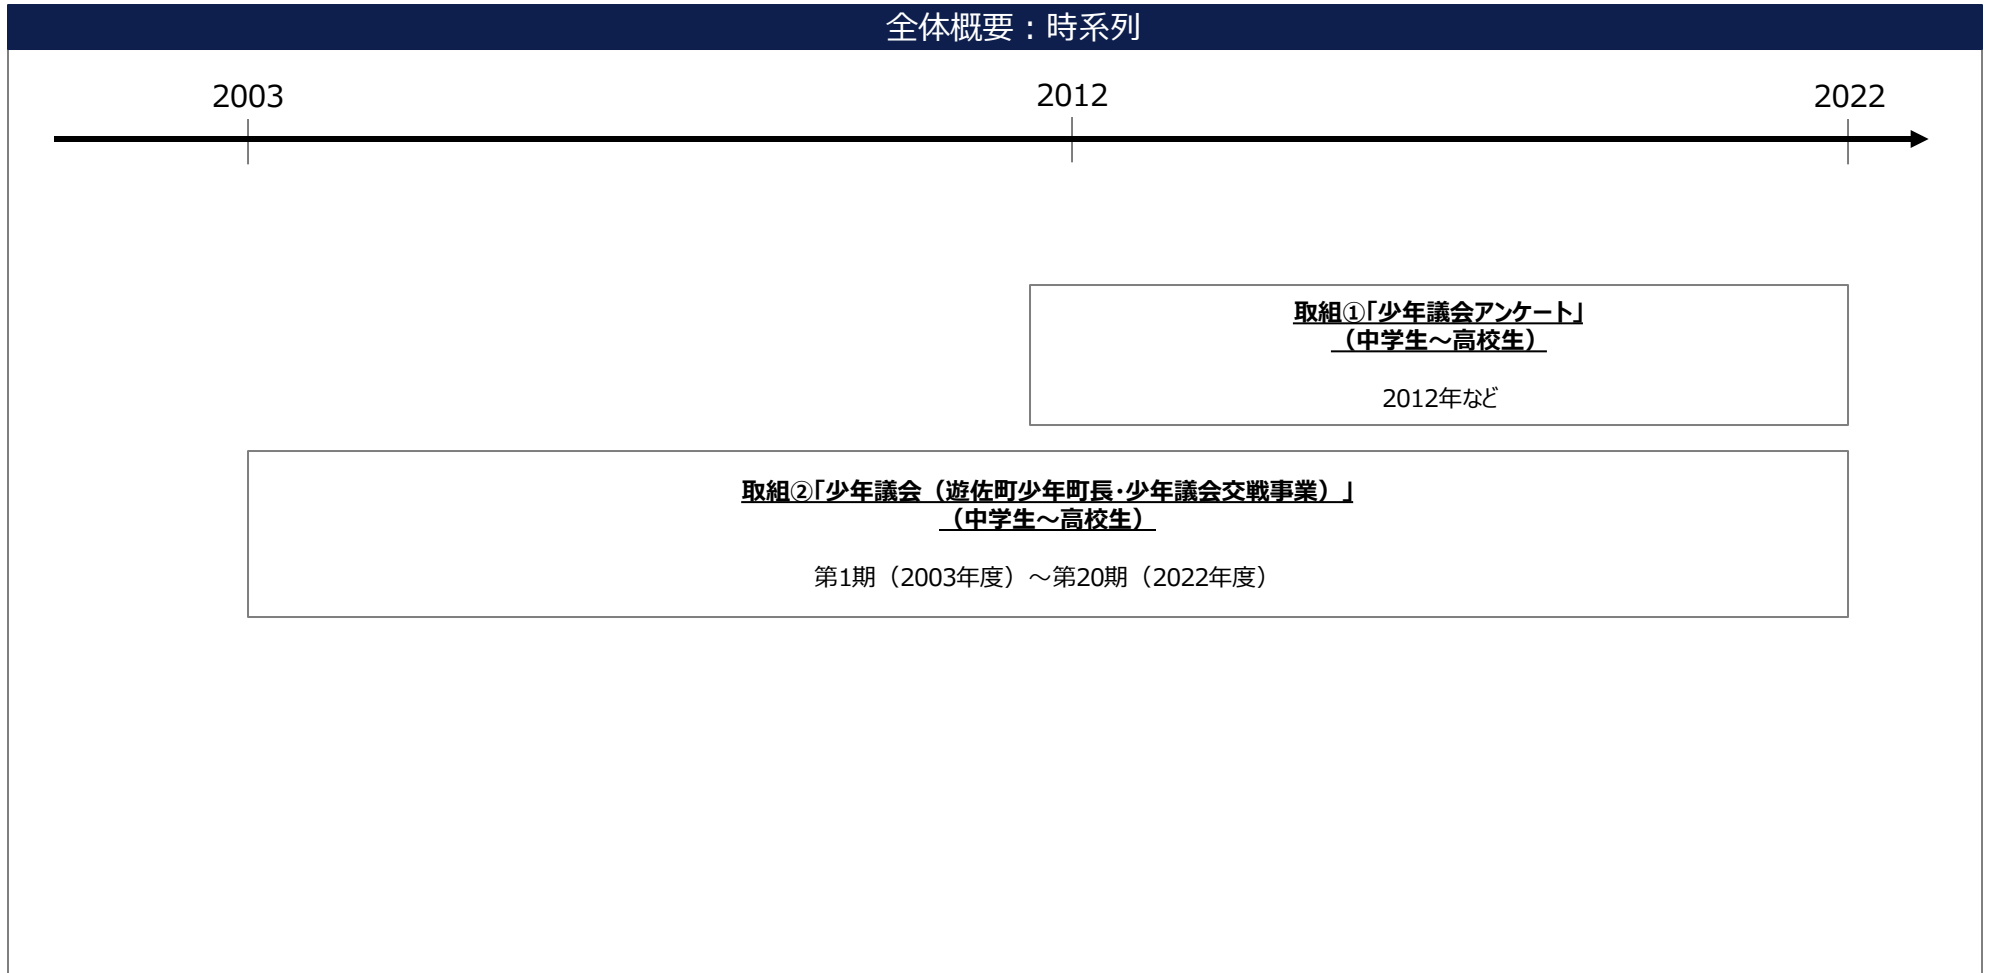 全体概要：時系列
2003
2012
2022
取組①「少年議会アンケート」
（中学生～高校生）
2012年など
取組②「少年議会（遊佐町少年町長・少年議会交戦事業）」
（中学生～高校生）
第1期（2003年度）～第20期（2022年度）